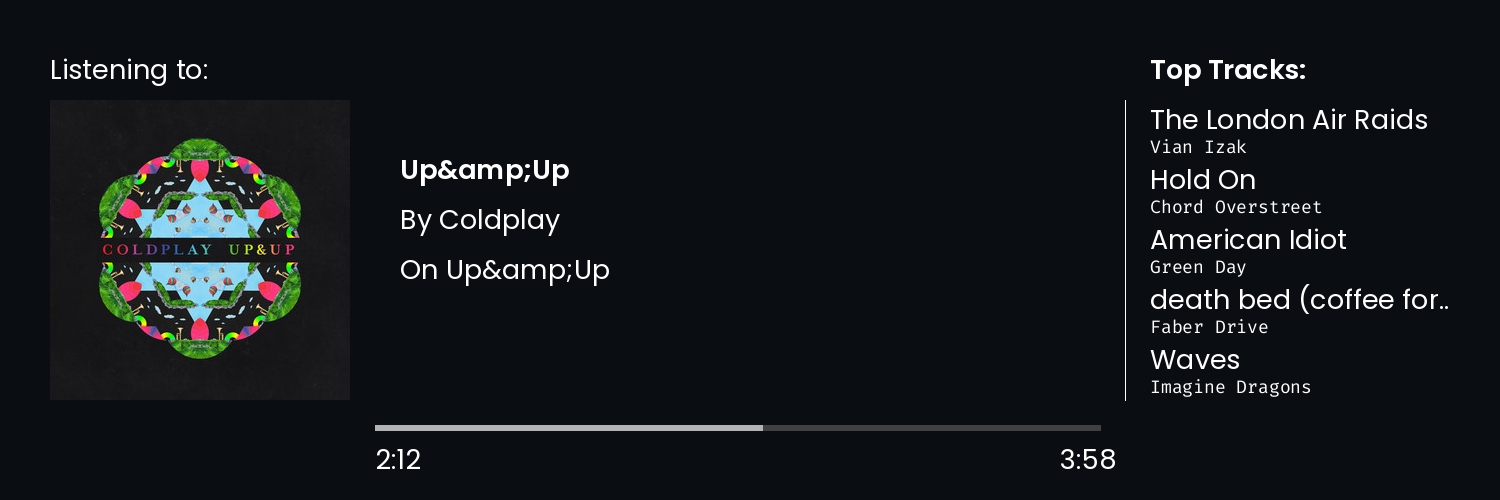 Listening to:
COLDPLAY UP&UP
Up&amp;Up
By Coldplay
On Up&amp;Up
2:12
3:58
Top Tracks:
The London Air Raids
Vian Izak
Hold On
Chord Overstreet
American Idiot
Green Day
death bed (coffee for..
Faber Drive
Waves
Imagine Dragons